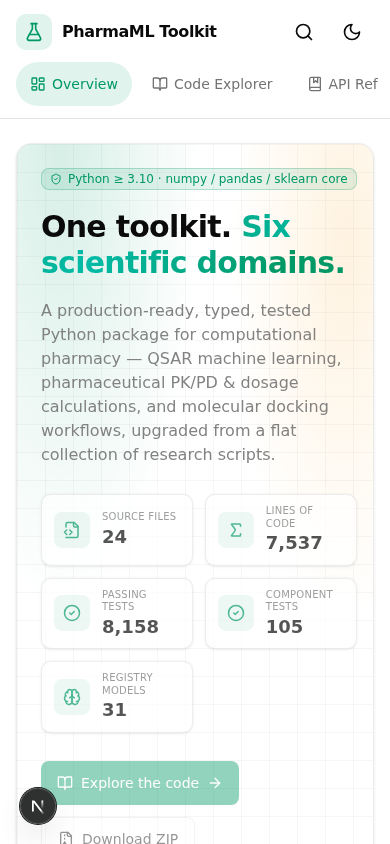 PharmaML Toolkit
Overview
Code Explorer
API Ref
Python ≥ 3.10 · numpy / pandas / sklearn core
One toolkit. Six
scientific domains.
A production-ready, typed, tested
Python package for computational
pharmacy — QSAR machine learning,
pharmaceutical PK/PD & dosage
calculations, and molecular docking
workflows, upgraded from a flat
collection of research scripts.
SOURCE FILES
24
LINES OF
CODE
7,537
PASSING
TESTS
8,158
COMPONENT
TESTS
105
REGISTRY
MODELS
31
Explore the code
Download ZIP
N